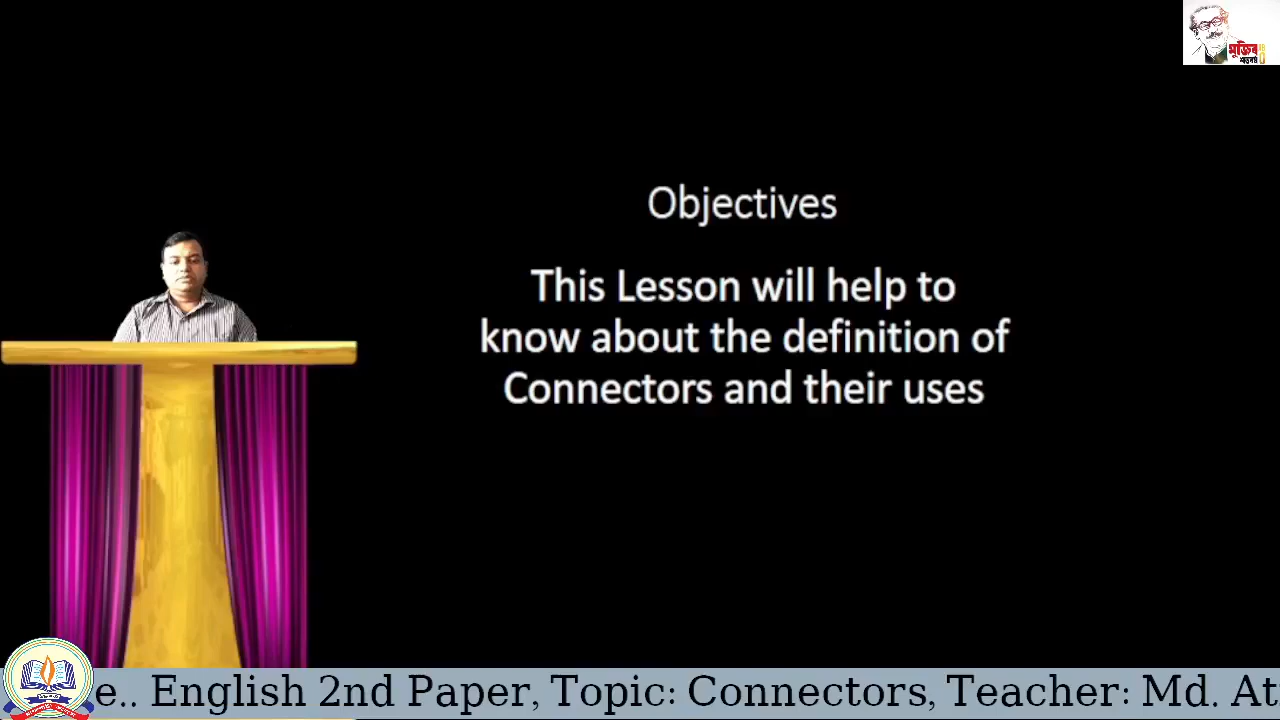 মুজিব
শতবর্ষ
Objectives
This Lesson will help to
know about the definition of
Connectors and their uses
e.. English 2nd Paper, Topic: Connectors, Teacher: Md. At